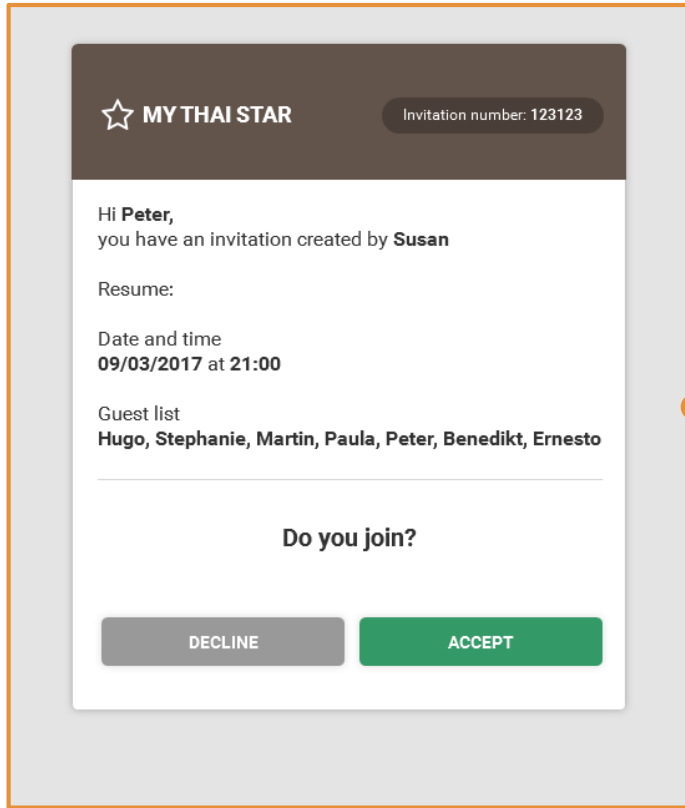 MY THAI STAR
Invitation number: 123123
Hi Peter,
you have an invitation created by Susan
Resume:
Date and time
09/03/2017 at 21:00
Guest list
Hugo, Stephanie, Martin, Paula, Peter, Benedikt, Ernesto
Do you join?
DECLINE
ACCEPT